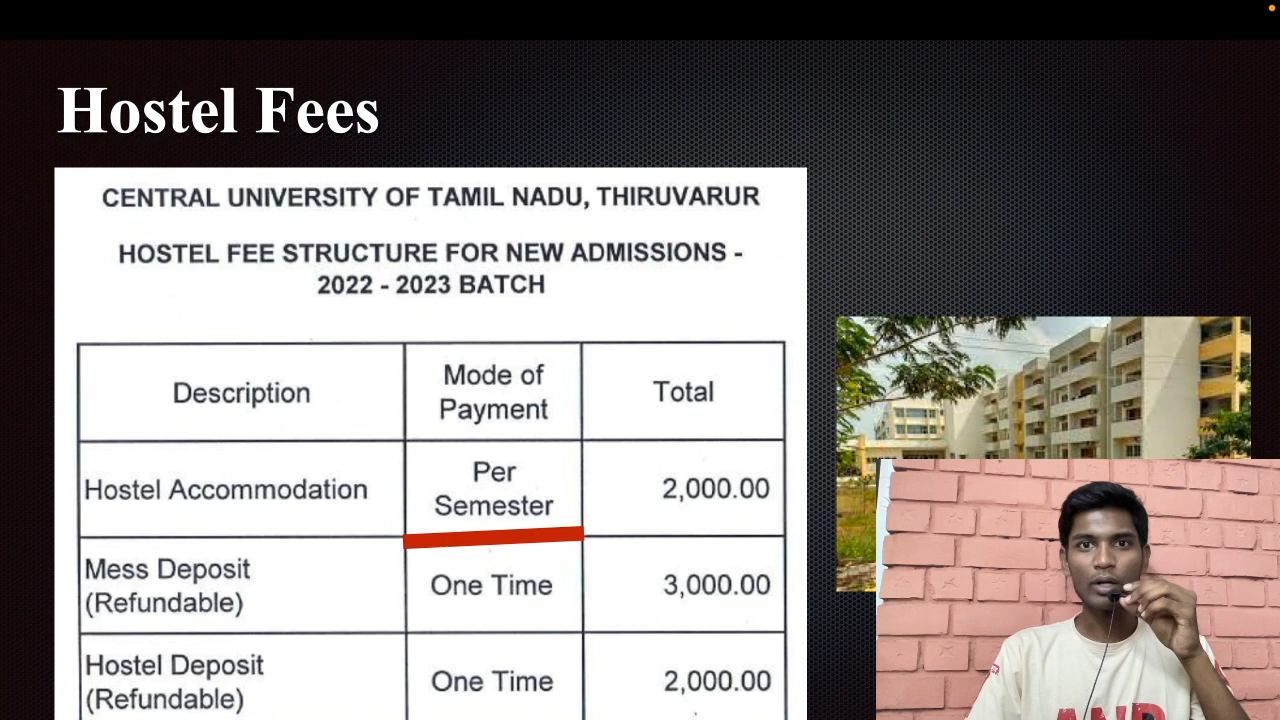 Hostel Fees
CENTRAL UNIVERSITY OF TAMIL NADU, THIRUVARUR
HOSTEL FEE STRUCTURE FOR NEW ADMISSIONS -
2022 - 2023 BATCH
Description
Mode of
Payment
Total
Hostel Accommodation
Per
Semester
2,000.00
Mess Deposit
(Refundable)
One Time
3,000.00
Hostel Deposit
(Refundable)
One Time
2,000.00